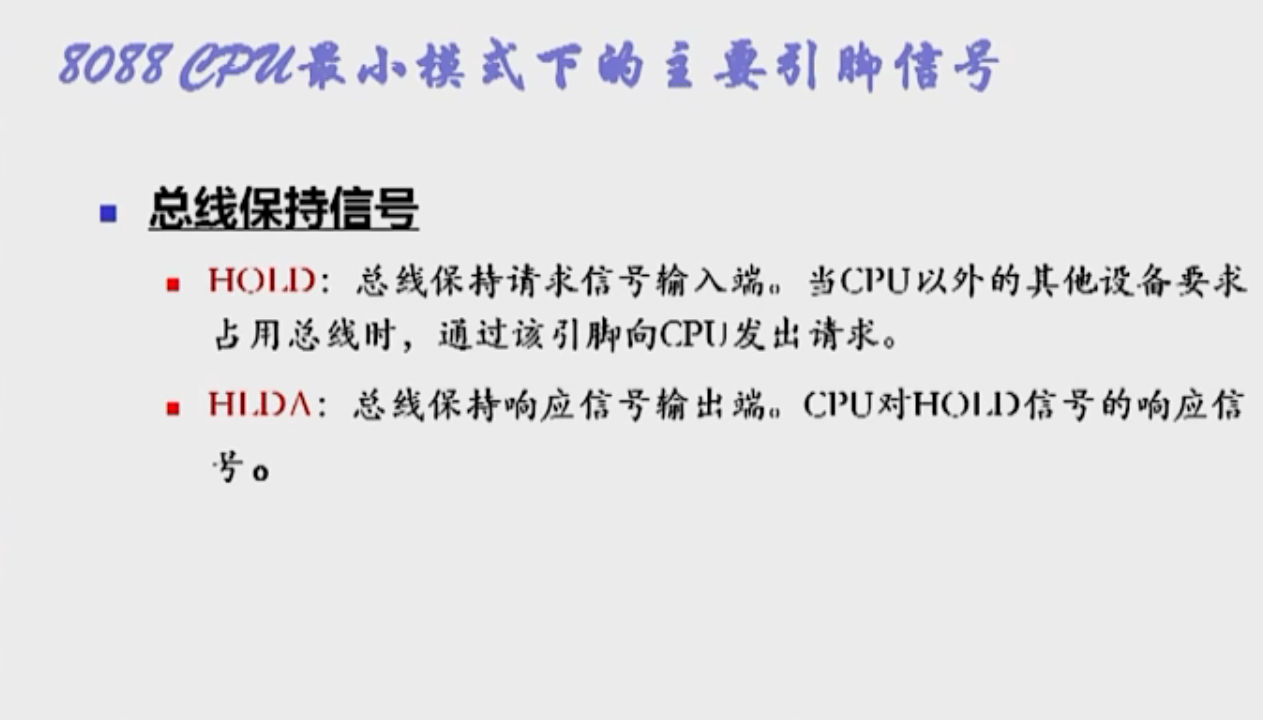 8088 CPU最小模式下的主要引脚信号
总线保持信号
HOLD：总线保持请求信号输入端。当CPU以外的其他设备要求
占用总线时，通过该引脚向CPU发出请求。
HLDA：总线保持响应信号输出端。CPU对HOLD信号的响应信
号。